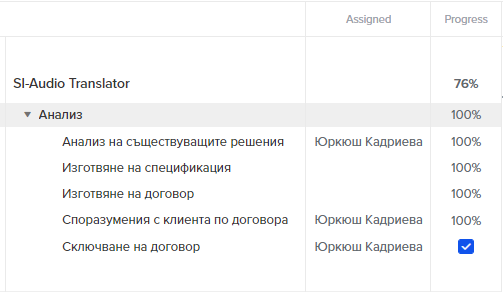 Assigned Progress
SI-Audio Translator 76%
Анализ 100%
Анализ на съществуващите решения Юркюш Кадриева 100%
Изготвяне на спецификация 100%
Изготвяне на договор 100%
Споразумения с клиента по договора Юркюш Кадриева 100%
Сключване на договор Юркюш Кадриева